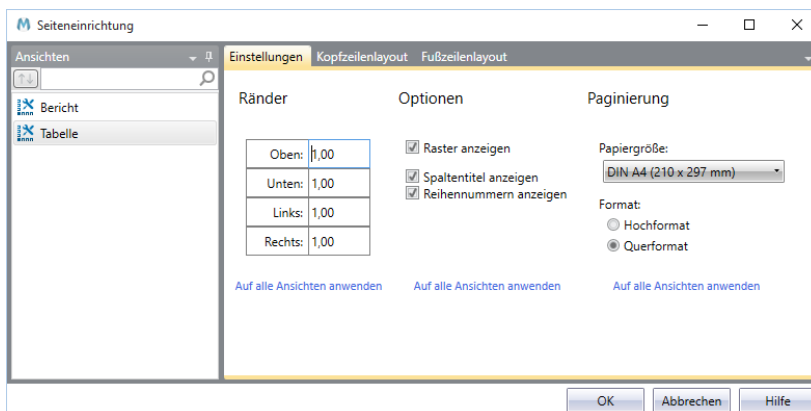 Seiteneinrichtung
Ansichten
Bericht
Tabelle
Einstellungen Kopfzeilenlayout Fußzeilenlayout
Ränder
Oben: 1,00
Unten: 1,00
Links: 1,00
Rechts: 1,00
Auf alle Ansichten anwenden
Optionen
Raster anzeigen
Spaltentitel anzeigen
Reihennummern anzeigen
Auf alle Ansichten anwenden
Paginierung
Papiergröße:
DIN A4 (210 x 297 mm)
Format:
Hochformat
Querformat
Auf alle Ansichten anwenden
OK Abbrechen Hilfe